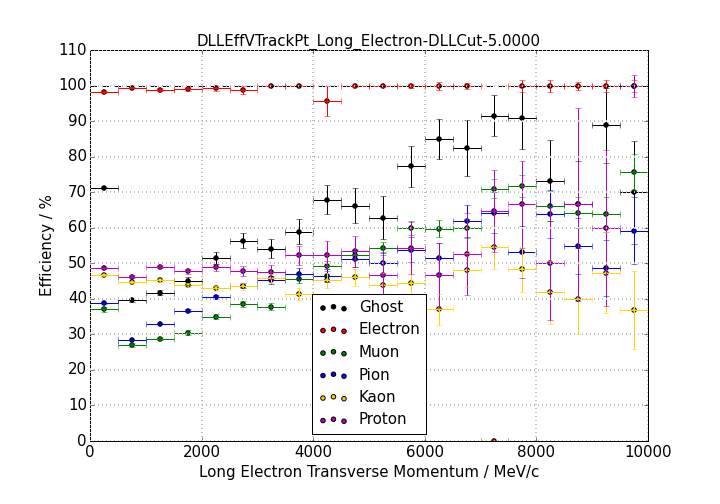 DLLEffVTrackPt_Long_Electron-DLLCut-5.0000
110
100
90
80
70
60
50
40
30
20
10
0
Efficiency / %
Ghost
Electron
Muon
Pion
Kaon
Proton
0 2000 4000 6000 8000 10000
Long Electron Transverse Momentum / MeV/c